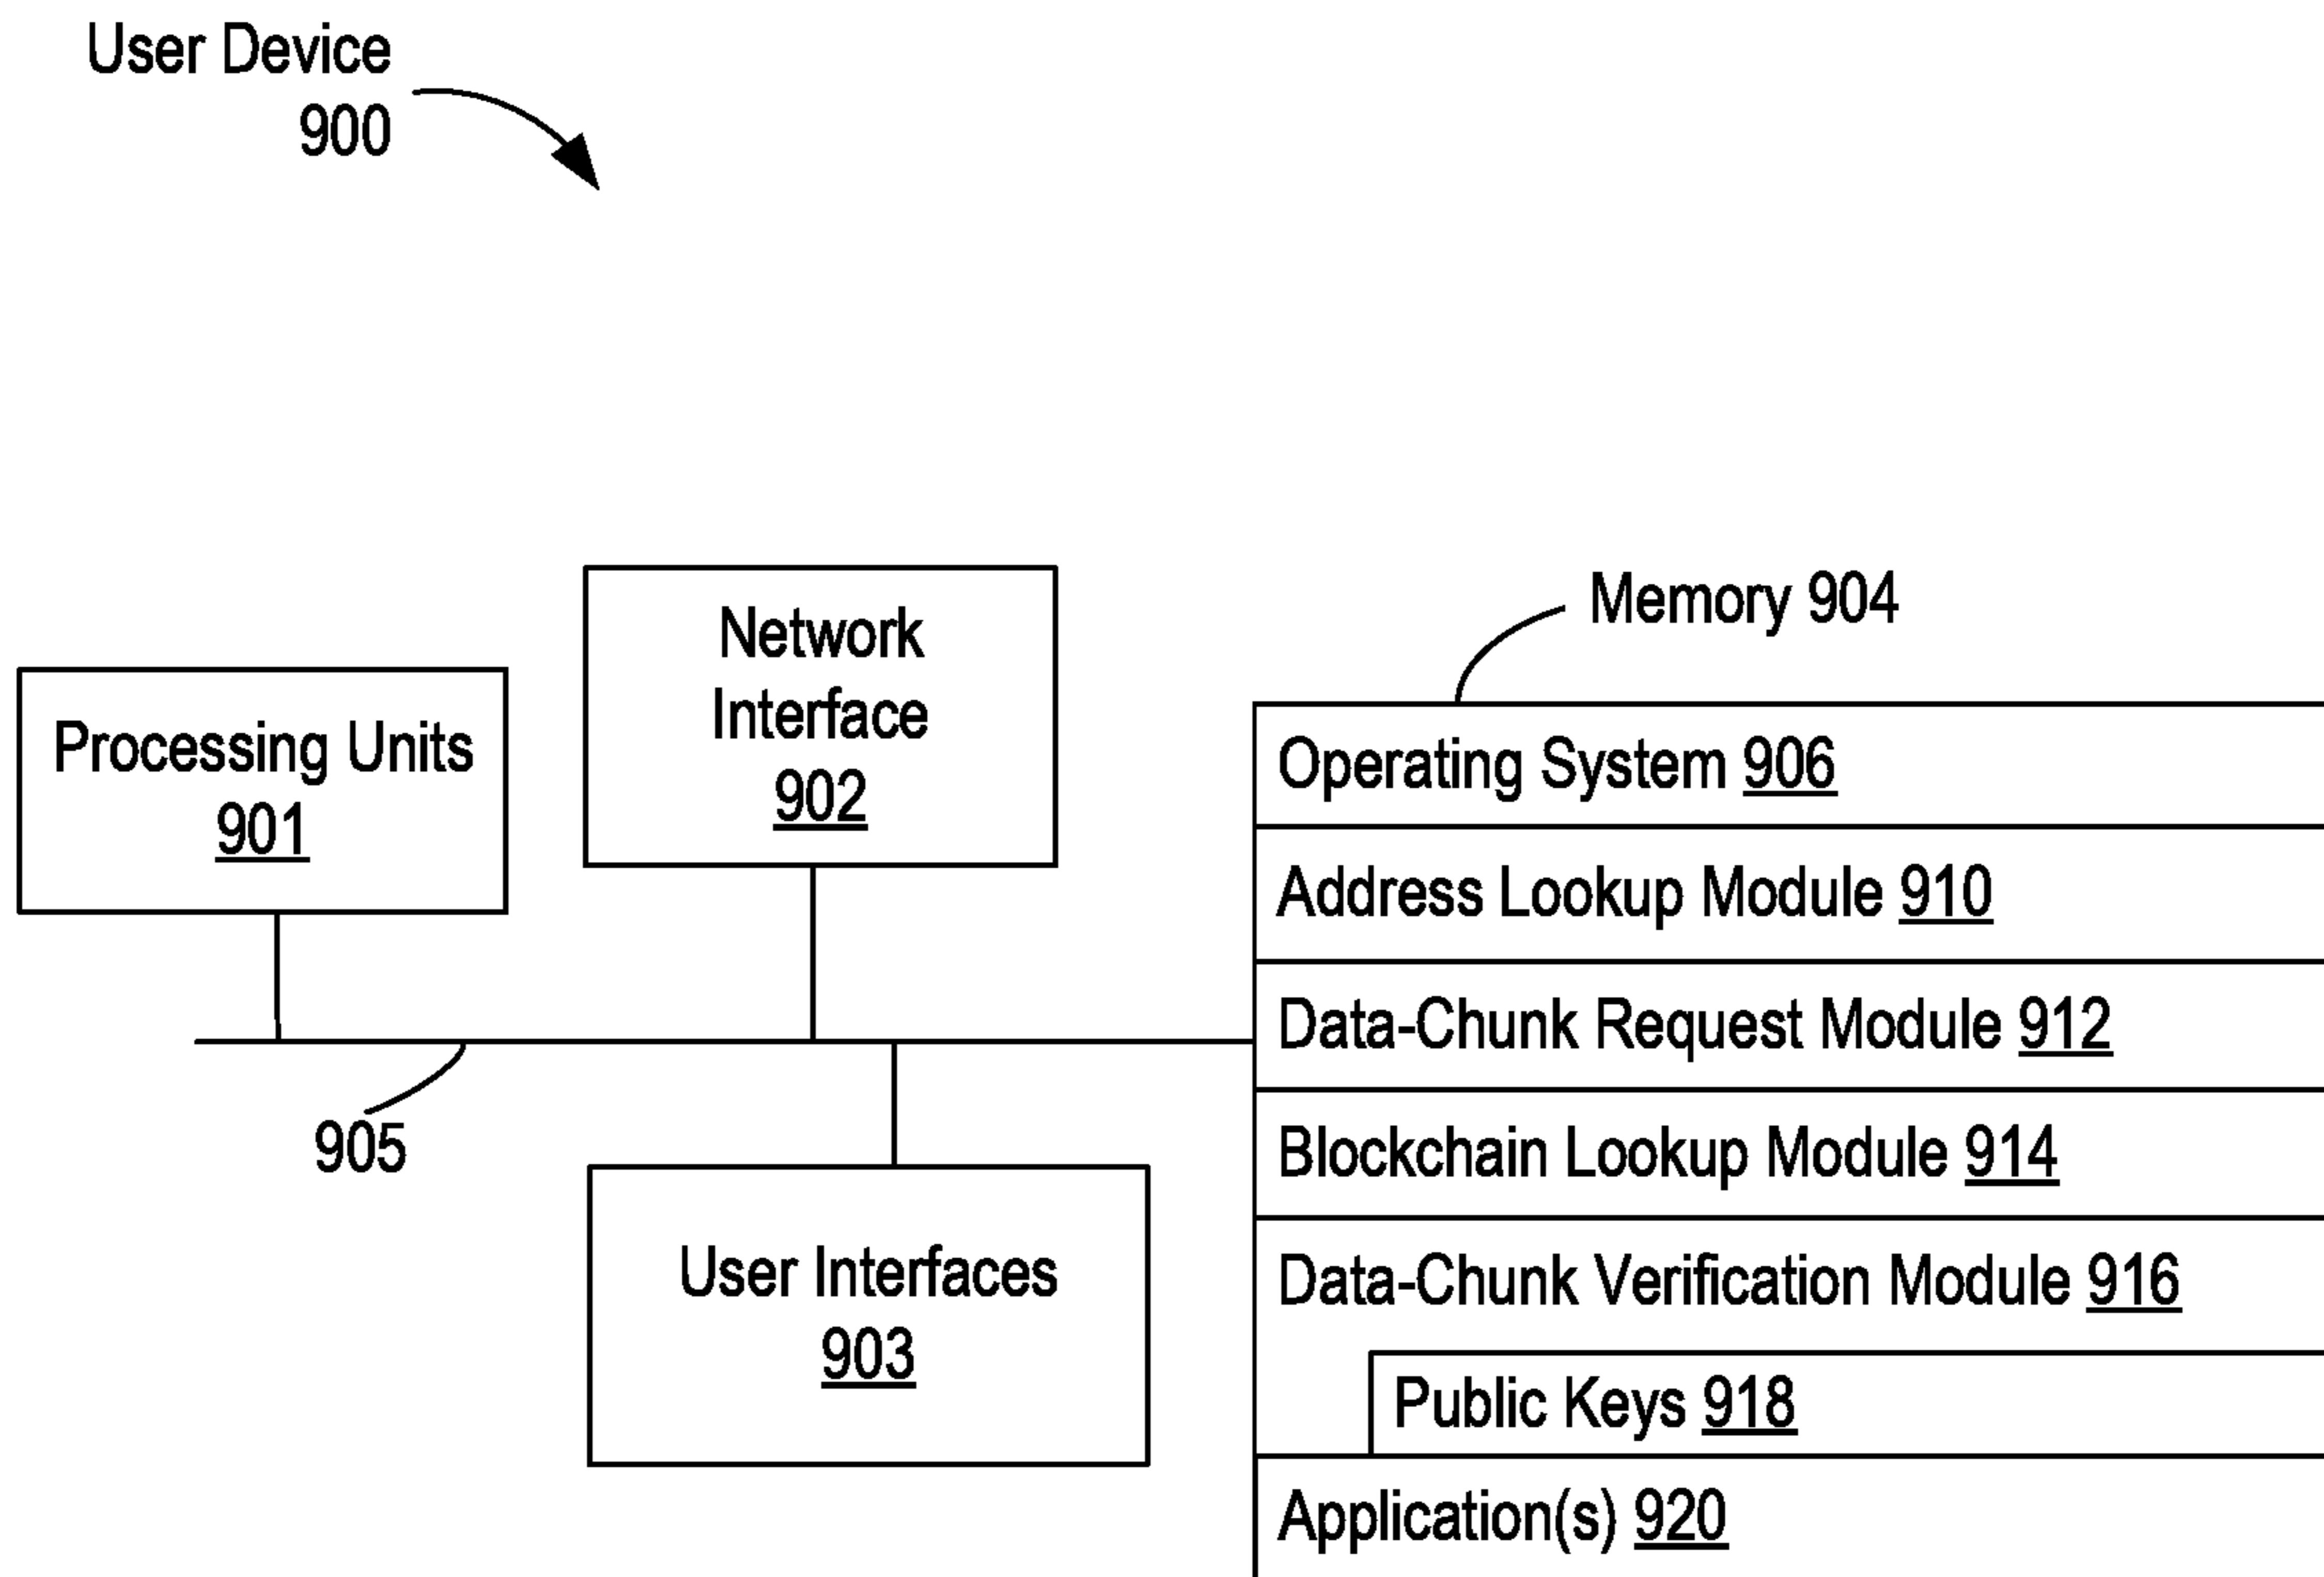 User Device
900
Network
Interface
902
Memory 904
Processing Units
901
Operating System 906
Address Lookup Module 910
Data-Chunk Request Module 912
905
Blockchain Lookup Module 914
User Interfaces
903
Data-Chunk Verification Module 916
Public Keys 918
Application(s) 920